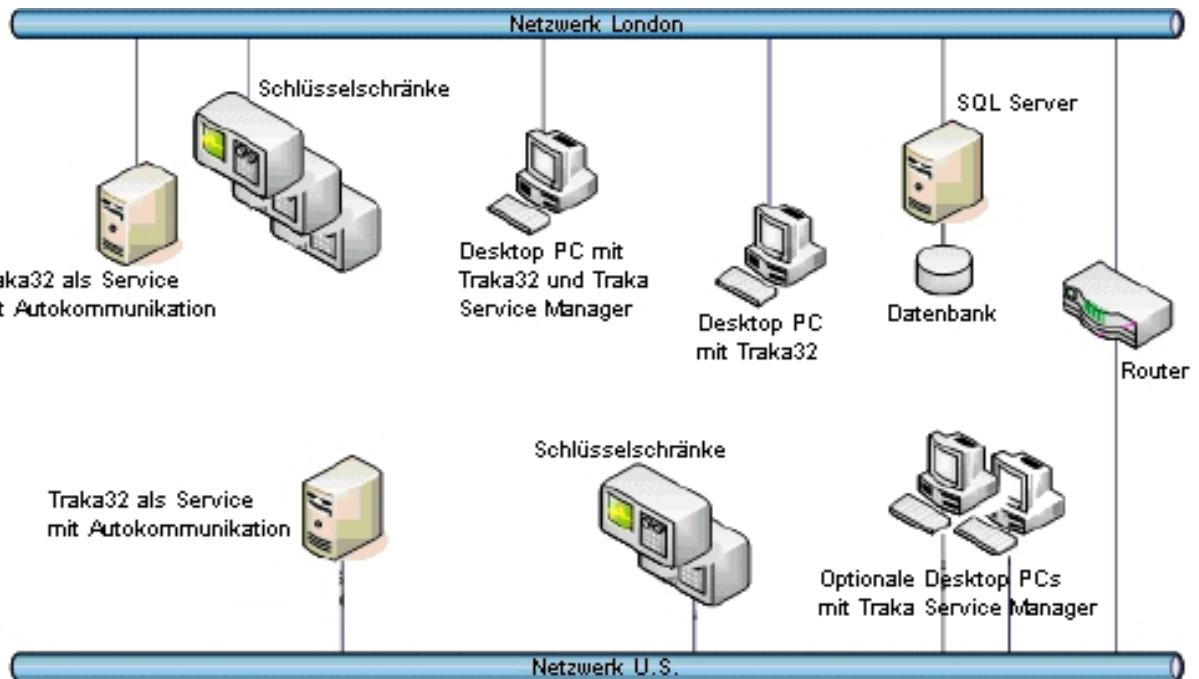 Netzwerk London
Schlüsselschränke
SQL Server
aka32 als Service
t Autokommunikation
Desktop PC mit
Traka32 und Traka
Service Manager
Desktop PC
mit Traka32
Datenbank
Router
Schlüsselschränke
Traka32 als Service
mit Autokommunikation
Optionale Desktop PCs
mit Traka Service Manager
Netzwerk U.S.